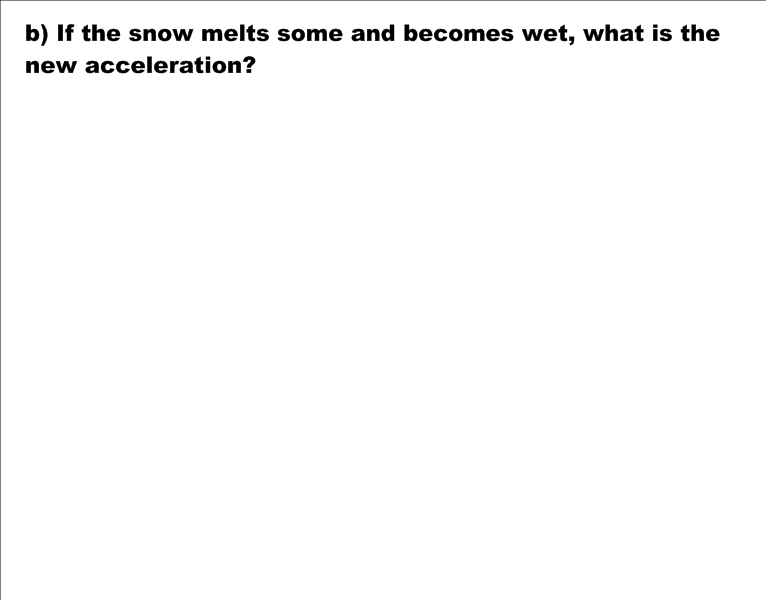 b) If the snow melts some and becomes wet, what is the
new acceleration?